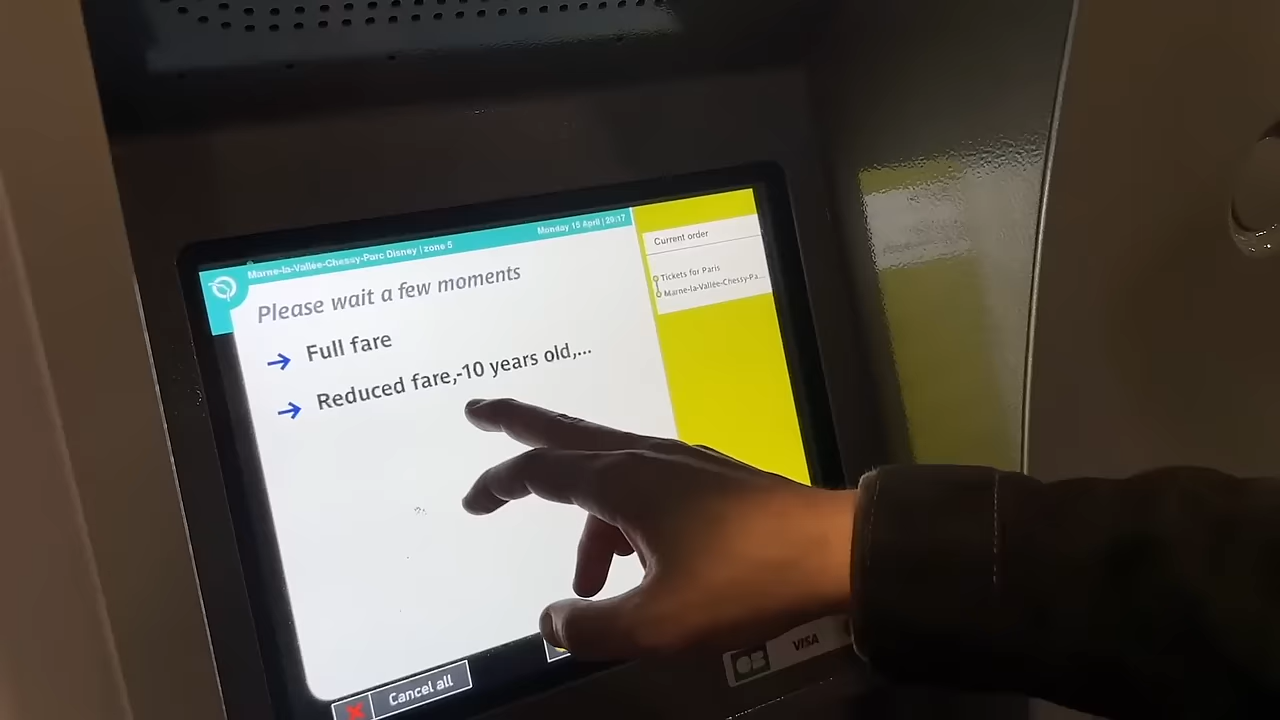 Marne-la-Vallée-Chessy-Parc Disney | zone 5
Monday 15 April | 20:17
Please wait a few moments
→ Full fare
→ Reduced fare,-10 years old,...
Current order
Tickets for Paris
Marne-la-Vallée-Chessy-Pa...
Cancel all
CB
VISA